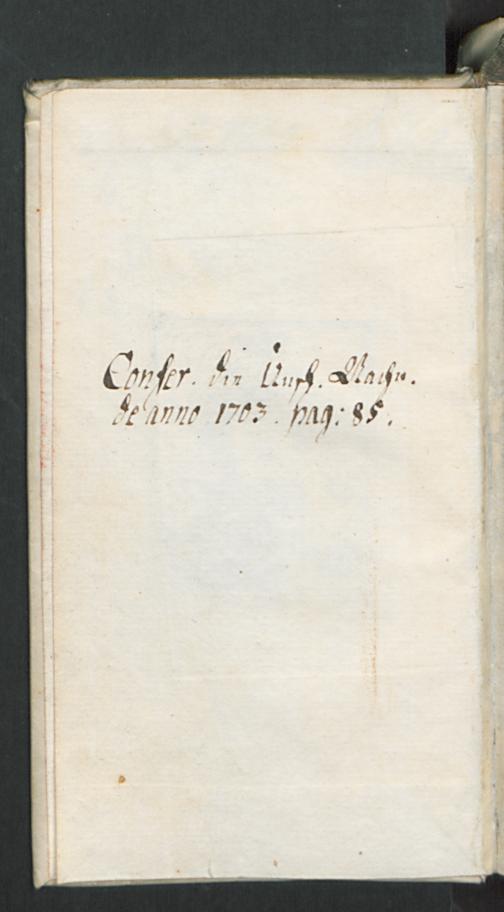 Confer. die Unsch. Nachr.
de anno 1703. pag: 85.